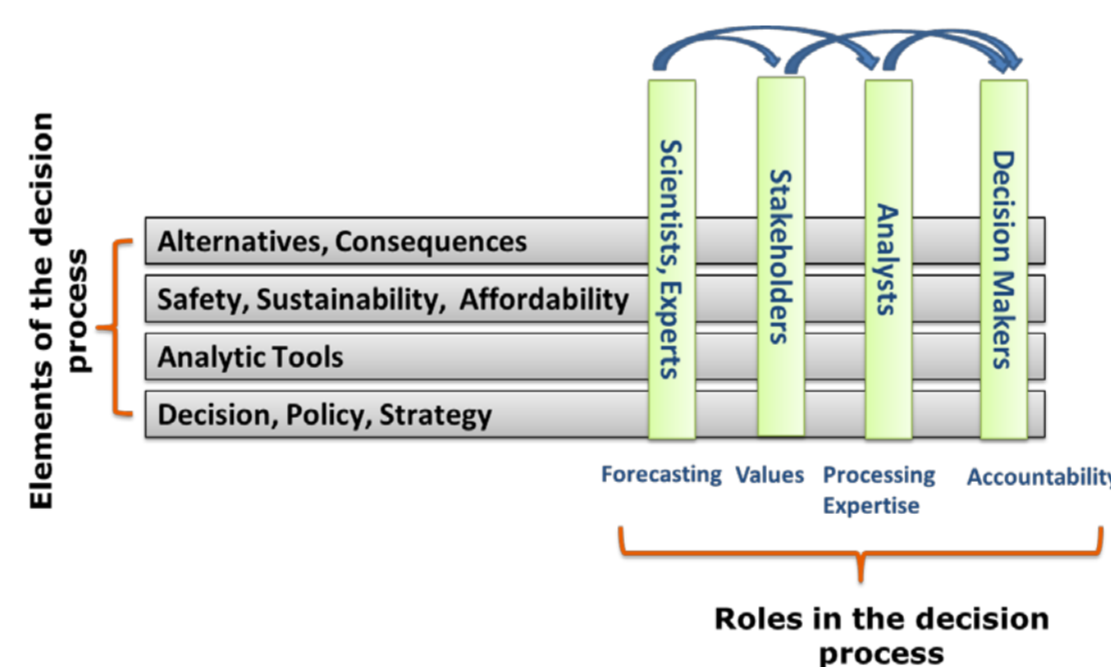 Elements of the decision
process
Alternatives, Consequences
Safety, Sustainability, Affordability
Analytic Tools
Decision, Policy, Strategy
Scientists, Experts
Stakeholders
Analysts
Decision Makers
Forecasting
Values
Processing
Expertise
Accountability
Roles in the decision
process